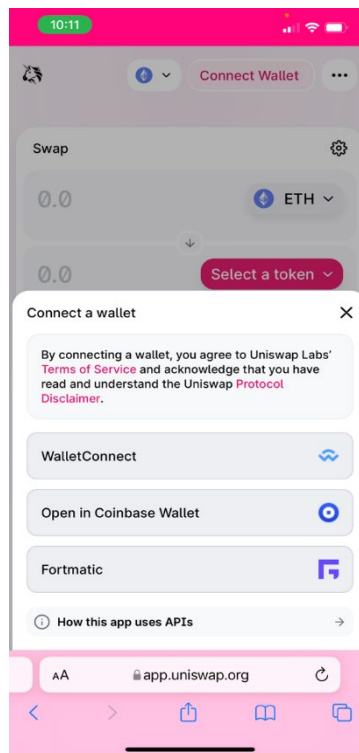 10:11
Connect Wallet
Swap
0.0
ETH
0.0
Select a token
Connect a wallet
By connecting a wallet, you agree to Uniswap Labs’
Terms of Service and acknowledge that you have
read and understand the Uniswap Protocol
Disclaimer.
WalletConnect
Open in Coinbase Wallet
Fortmatic
How this app uses APIs
AA
app.uniswap.org